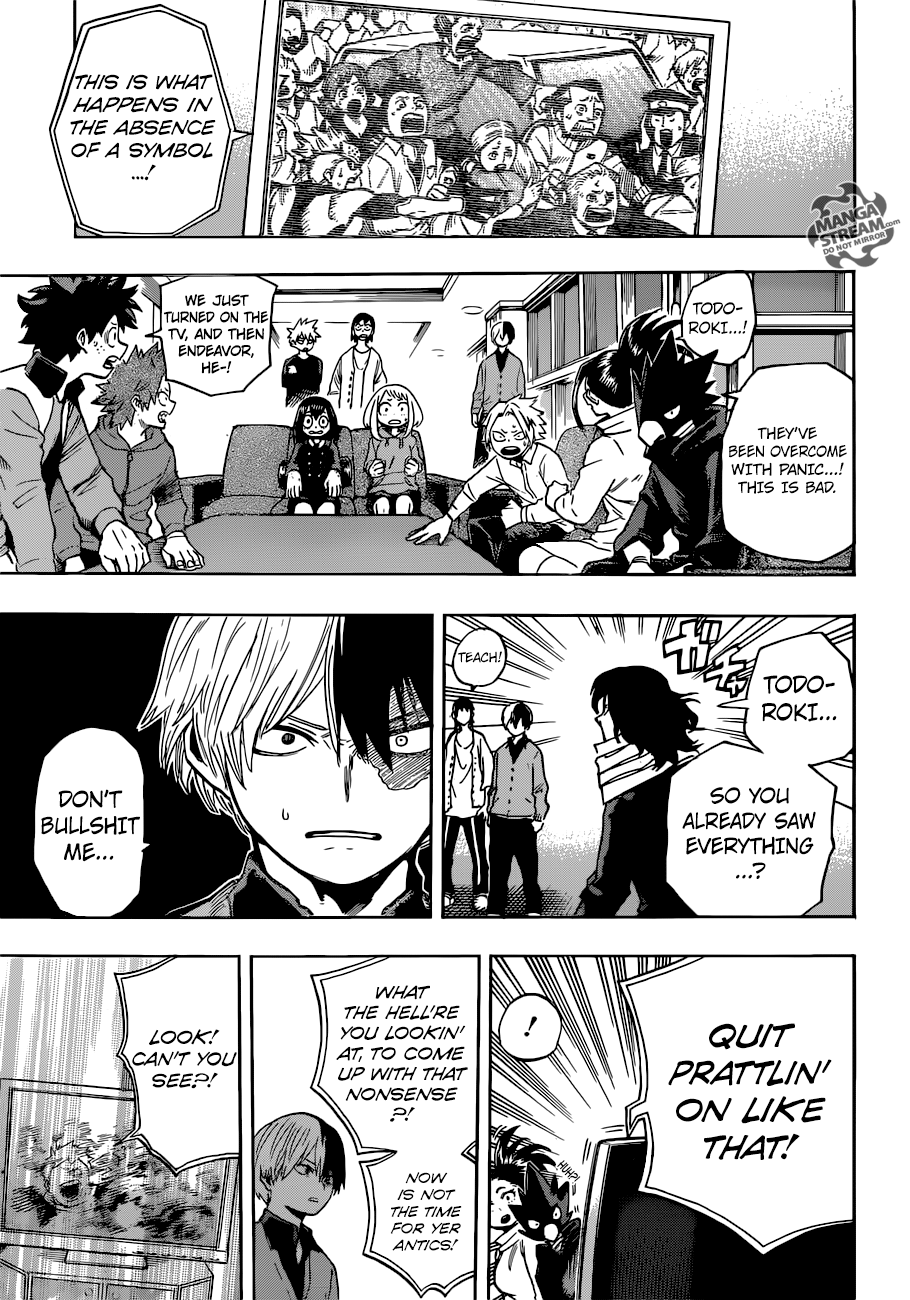 THIS IS WHAT
HAPPENS IN
THE ABSENCE
OF A SYMBOL
....!
MANGA
STREAM.com
DO NOT MIRROR
TODO-
ROKI...!
WE JUST
TURNED ON THE
TV, AND THEN
ENDEAVOR,
HE-!
THEY'VE
BEEN OVERCOME
WITH PANIC...!
THIS IS BAD.
ガチャ
TODO-
ROKI...
SO YOU
ALREADY SAW
EVERYTHING
...?
TEACH!
DON'T
BULLSHIT
ME...
QUIT
PRATTLIN'
ON LIKE
THAT!
!
WHAT
THE HELL'RE
YOU LOOKIN'
AT, TO COME
UP WITH THAT
NONSENSE
?!
NOW
IS NOT
THE TIME
FOR YER
ANTICS!
LOOK!
CAN'T YOU
SEE?!